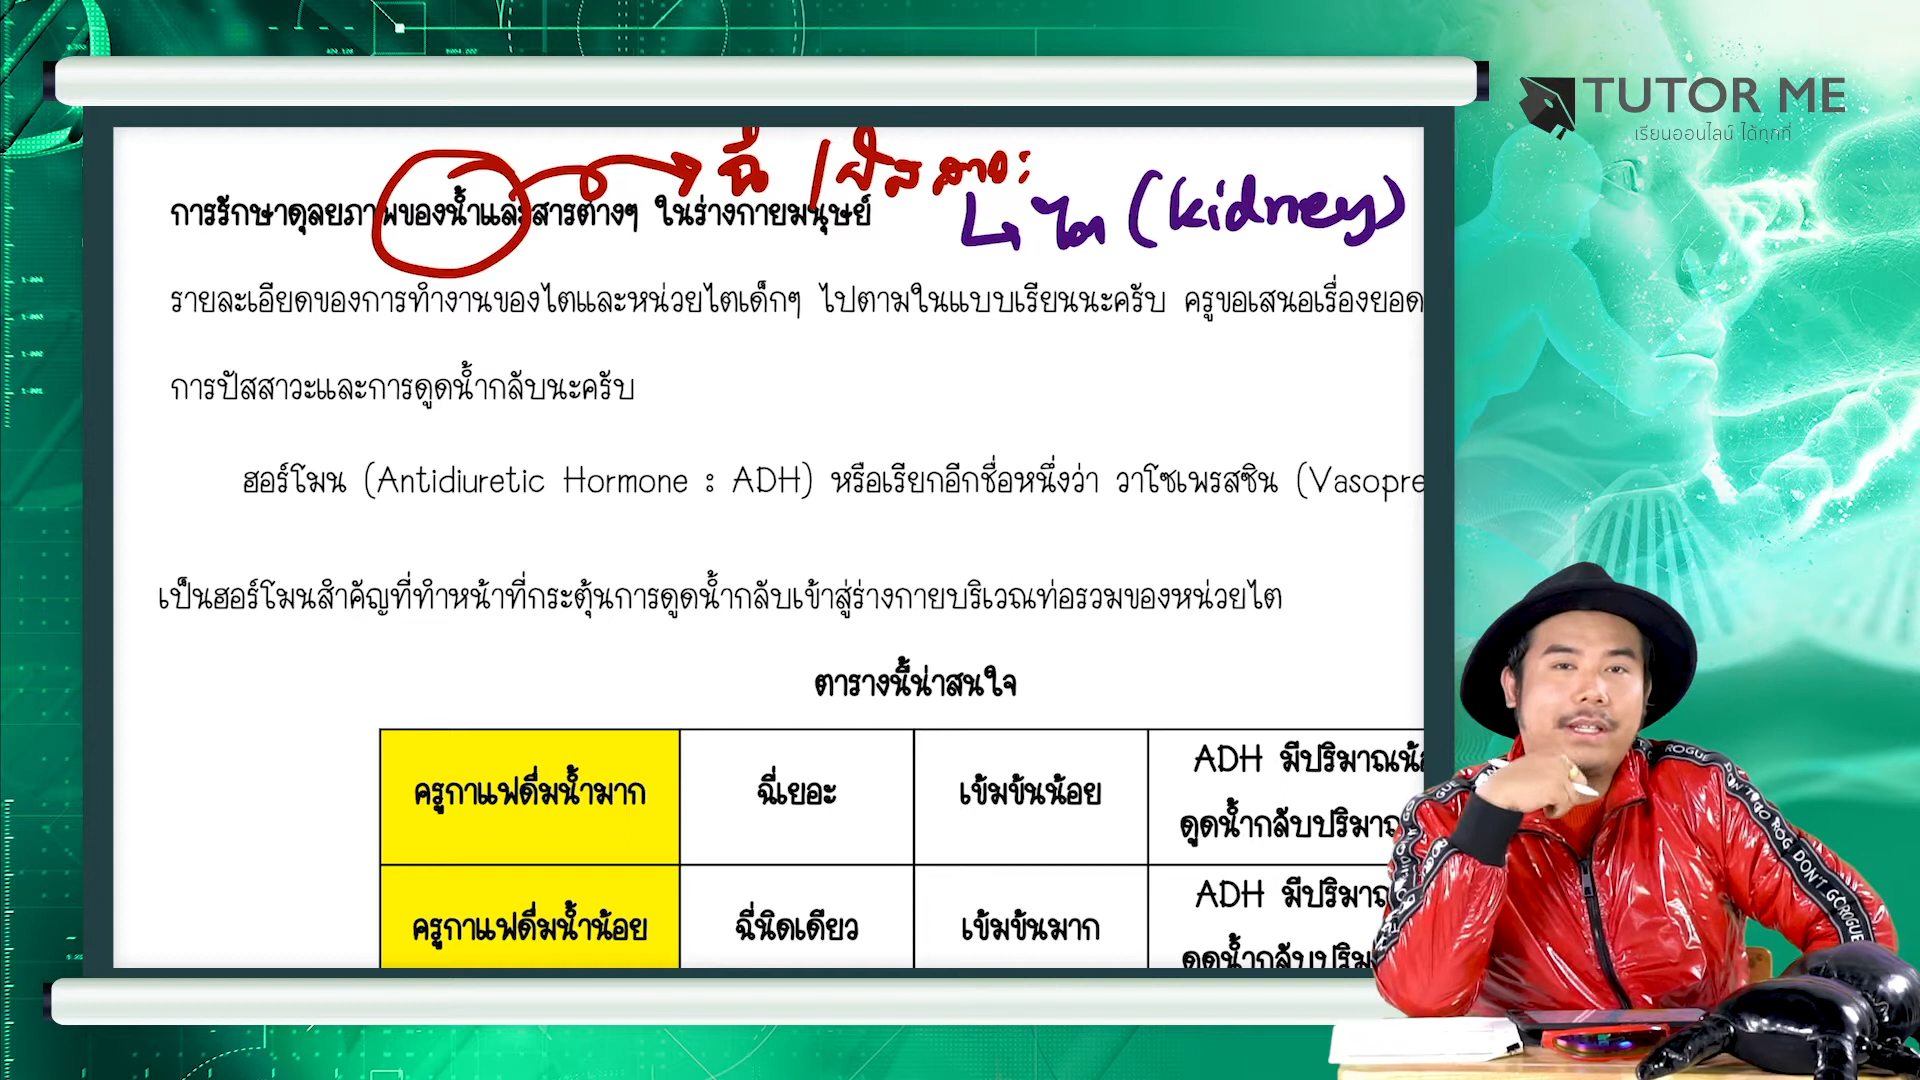 TUTOR ME
เรียนออนไลน์ ได้ทุกที่
ฉี่ / ปัสสาวะ
การรักษาดุลยภาพของน้ำและสารต่างๆ ในร่างกายมนุษย์
ไต (kidney)
รายละเอียดของการทำงานของไตและหน่วยไตเด็กๆ ไปตามในแบบเรียนนะครับ ครูขอเสนอเรื่องยอด
การปัสสาวะและการดูดน้ำกลับนะครับ
ฮอร์โมน (Antidiuretic Hormone : ADH) หรือเรียกอีกชื่อหนึ่งว่า วาโซเพรสซิน (Vasopre
เป็นฮอร์โมนสำคัญที่ทำหน้าที่กระตุ้นการดูดน้ำกลับเข้าสู่ร่างกายบริเวณท่อรวมของหน่วยไต
ตารางนี้น่าสนใจ
ครูกาแฟดื่มน้ำมาก ฉี่เยอะ เข้มข้นน้อย ADH มีปริมาณ
ดูดน้ำกลับปริมาณ
ครูกาแฟดื่มน้ำน้อย ฉี่นิดเดียว เข้มข้นมาก ADH มีปริมาณ
ดูดน้ำกลับ
DON'T GO ROGUE